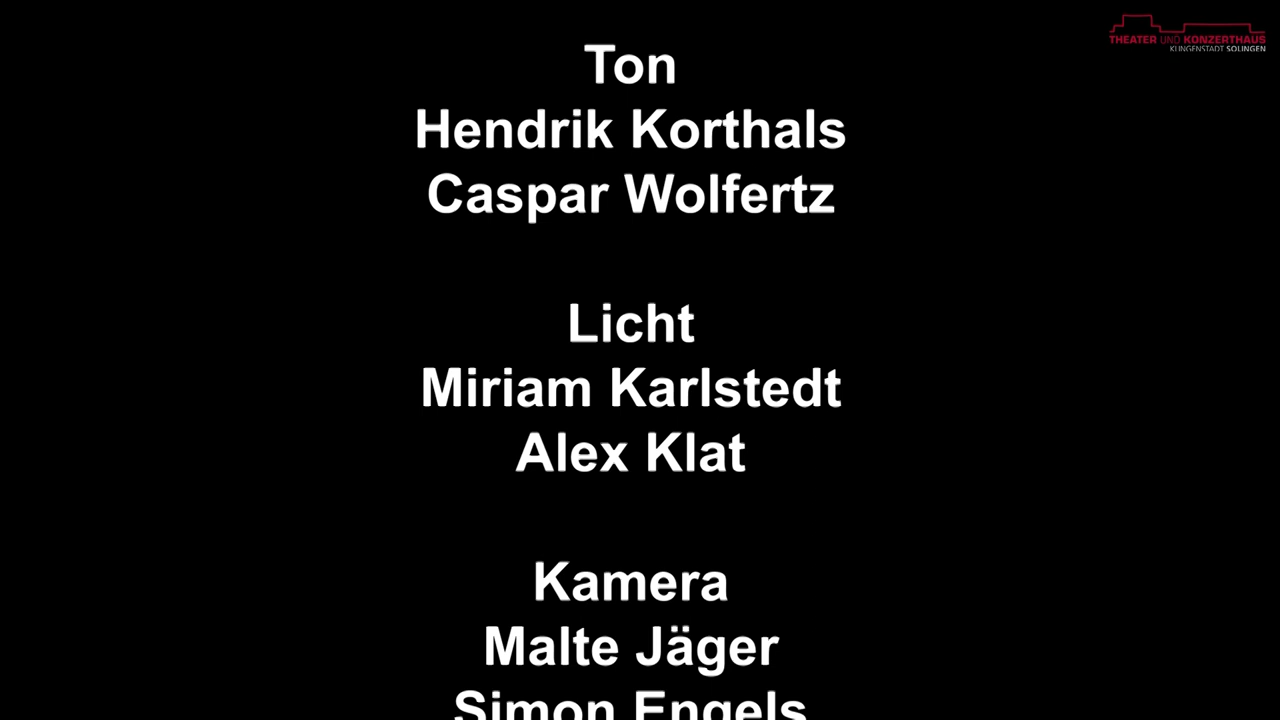 THEATER UND KONZERTHAUS
KLINGENSTADT SOLINGEN
Ton
Hendrik Korthals
Caspar Wolfertz
Licht
Miriam Karlstedt
Alex Klat
Kamera
Malte Jäger
Simon Engels